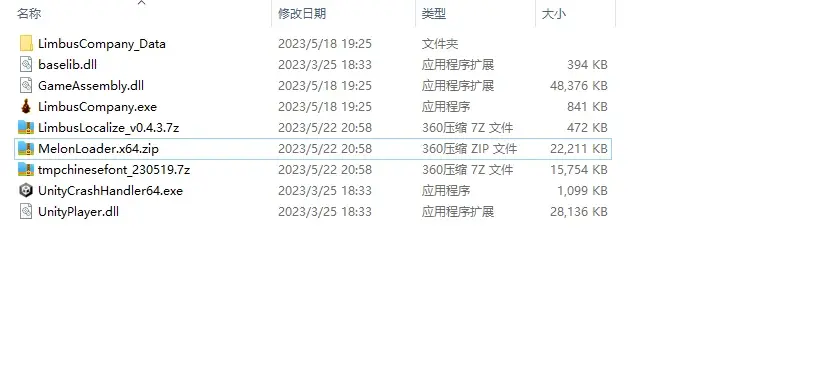 名称 修改日期 类型 大小
LimbusCompany_Data 2023/5/18 19:25 文件夹
baselib.dll 2023/3/25 18:33 应用程序扩展 394 KB
GameAssembly.dll 2023/5/18 19:25 应用程序扩展 48,376 KB
LimbusCompany.exe 2023/5/18 19:25 应用程序 841 KB
LimbusLocalize_v0.4.3.7z 2023/5/22 20:58 360压缩 7Z 文件 472 KB
MelonLoader.x64.zip 2023/5/22 20:58 360压缩 ZIP 文件 22,211 KB
tmpchinesefont_230519.7z 2023/5/22 20:58 360压缩 7Z 文件 15,754 KB
UnityCrashHandler64.exe 2023/3/25 18:33 应用程序 1,099 KB
UnityPlayer.dll 2023/3/25 18:33 应用程序扩展 28,136 KB